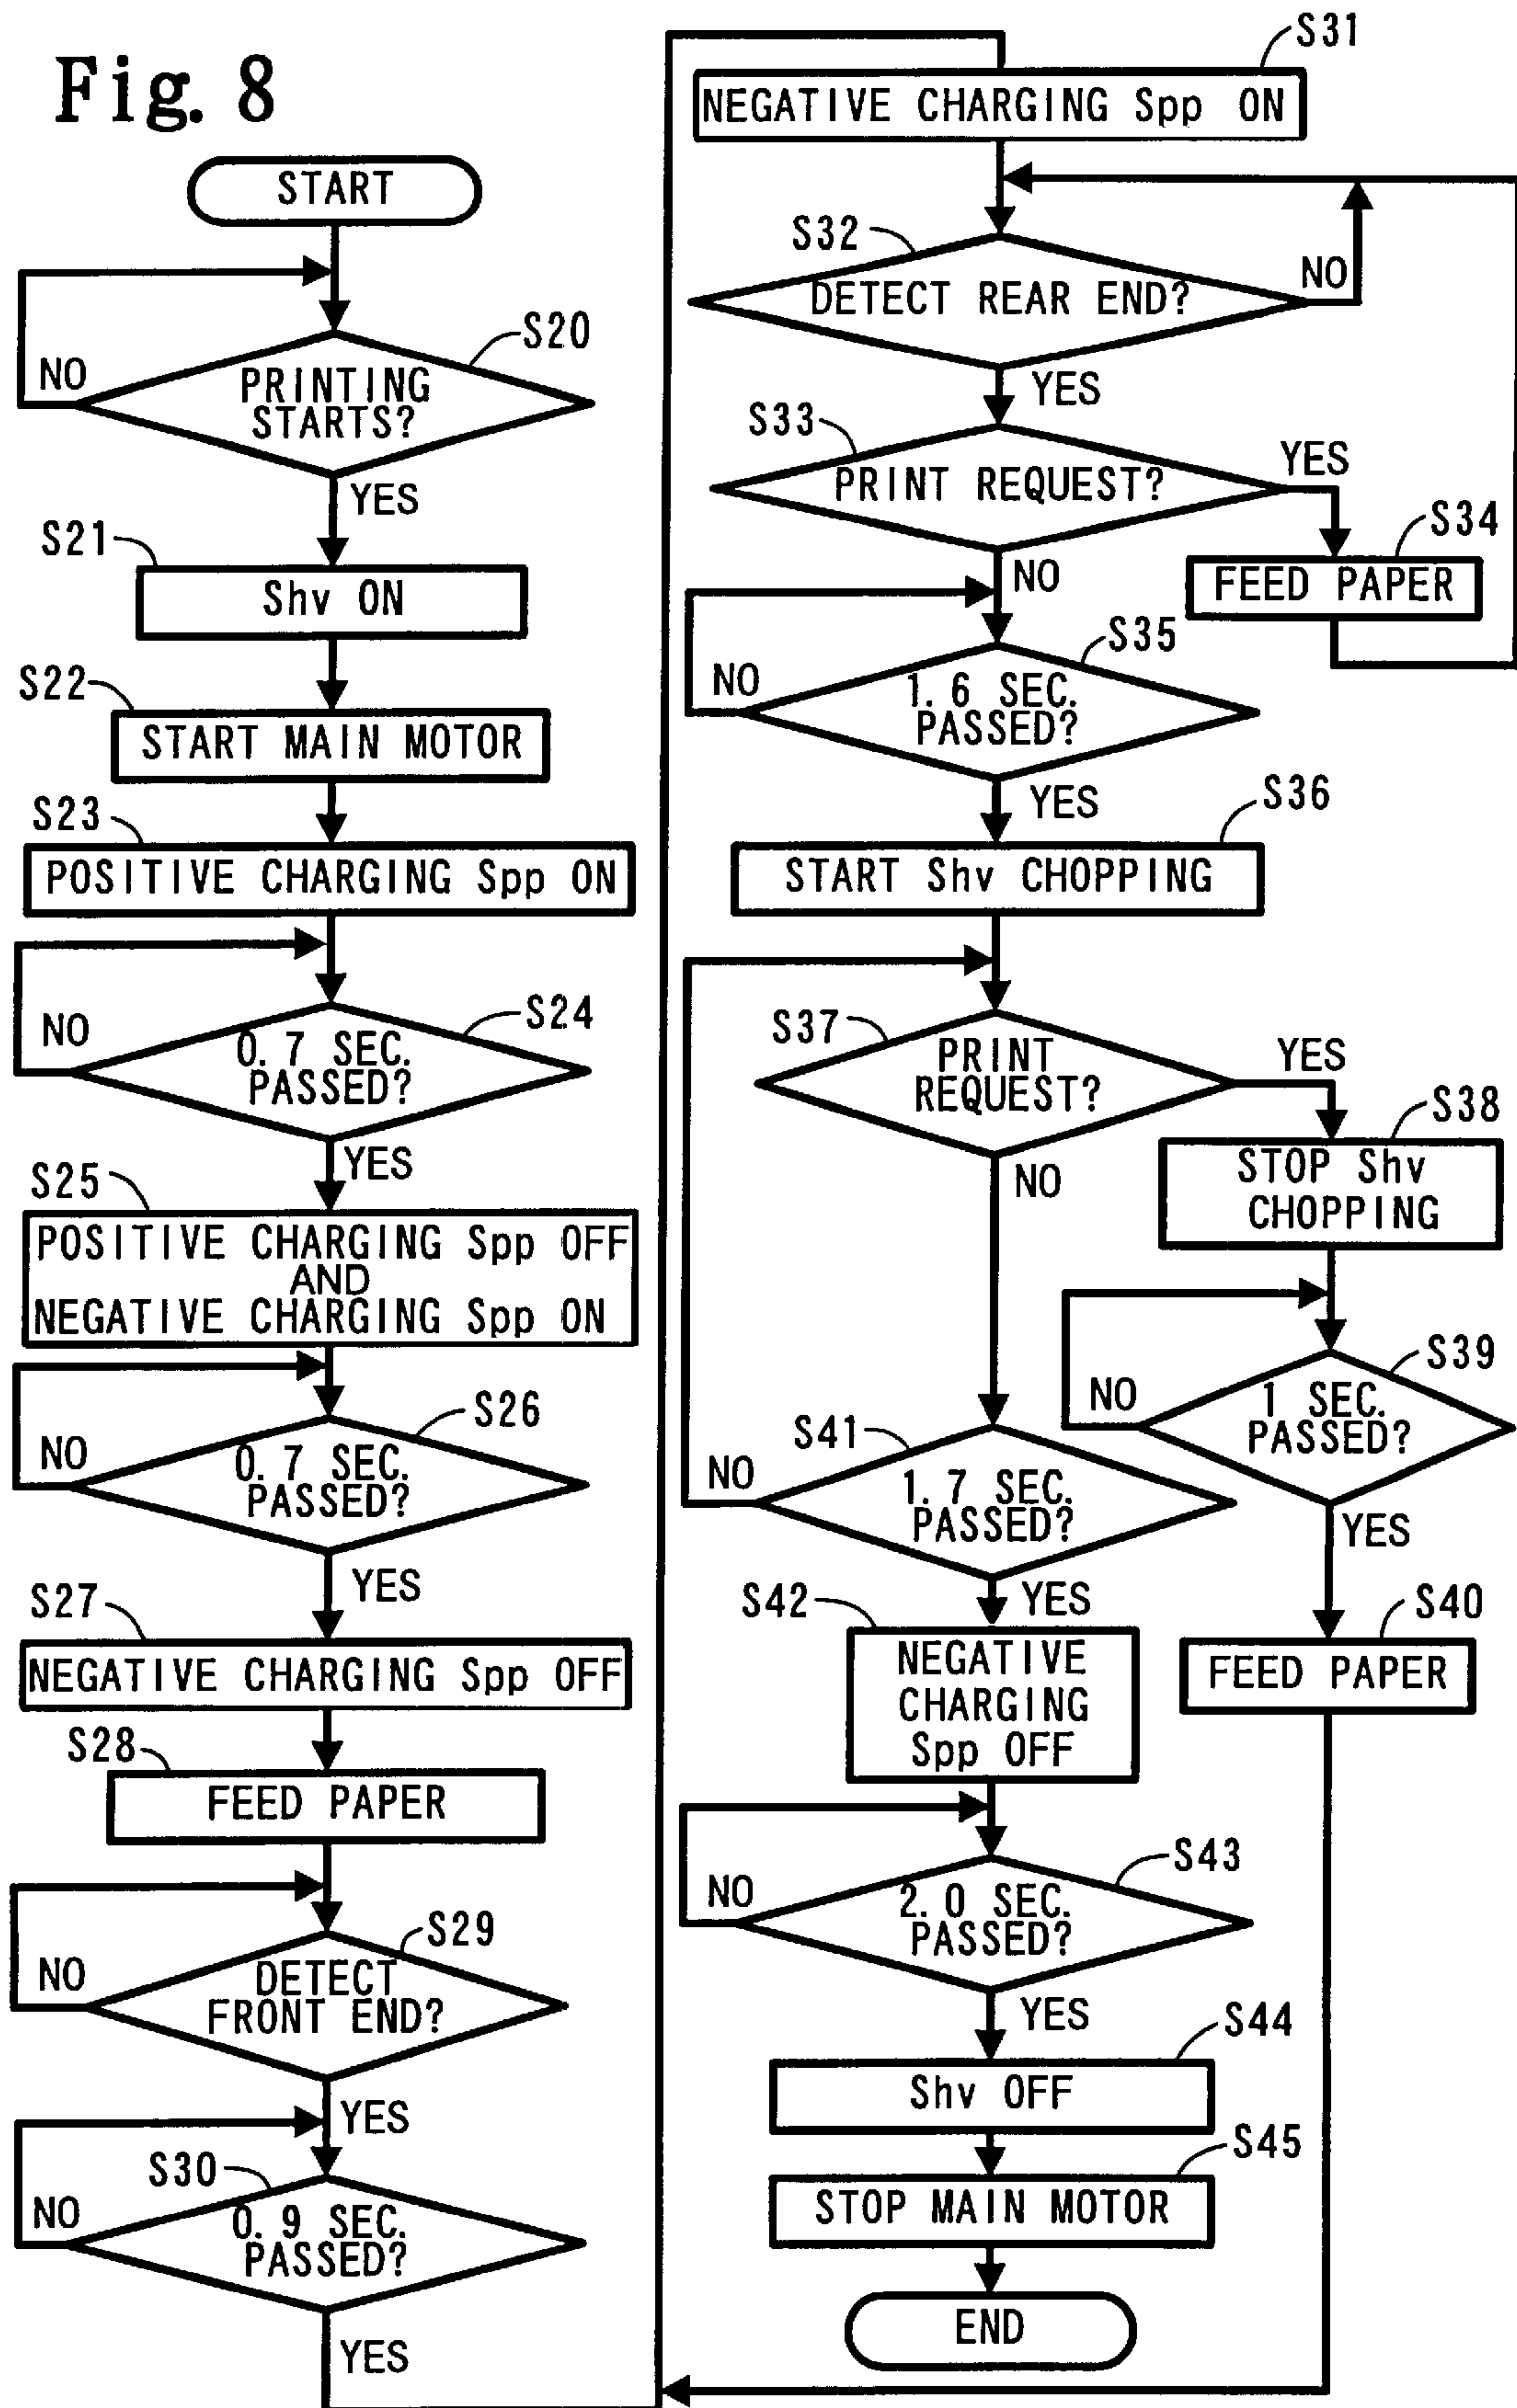 Fig. 8
START
S20
NO
PRINTING
STARTS?
YES
S21
Shv ON
S22
START MAIN MOTOR
S23
POSITIVE CHARGING Spp ON
S24
NO
0.7 SEC.
PASSED?
YES
S25
POSITIVE CHARGING Spp OFF
AND
NEGATIVE CHARGING Spp ON
S26
NO
0.7 SEC.
PASSED?
YES
S27
NEGATIVE CHARGING Spp OFF
S28
FEED PAPER
S29
NO
DETECT
FRONT END?
YES
S30
NO
0.9 SEC.
PASSED?
YES
S31
NEGATIVE CHARGING Spp ON
S32
DETECT REAR END?
NO
YES
S33
PRINT REQUEST?
YES
S34
FEED PAPER
NO
S35
NO
1.6 SEC.
PASSED?
YES
S36
START Shv CHOPPING
S37
PRINT
REQUEST?
YES
S38
STOP Shv
CHOPPING
NO
S39
NO
1 SEC.
PASSED?
YES
S40
FEED PAPER
S41
NO
1.7 SEC.
PASSED?
YES
S42
NEGATIVE
CHARGING
Spp OFF
S43
NO
2.0 SEC.
PASSED?
YES
S44
Shv OFF
S45
STOP MAIN MOTOR
END